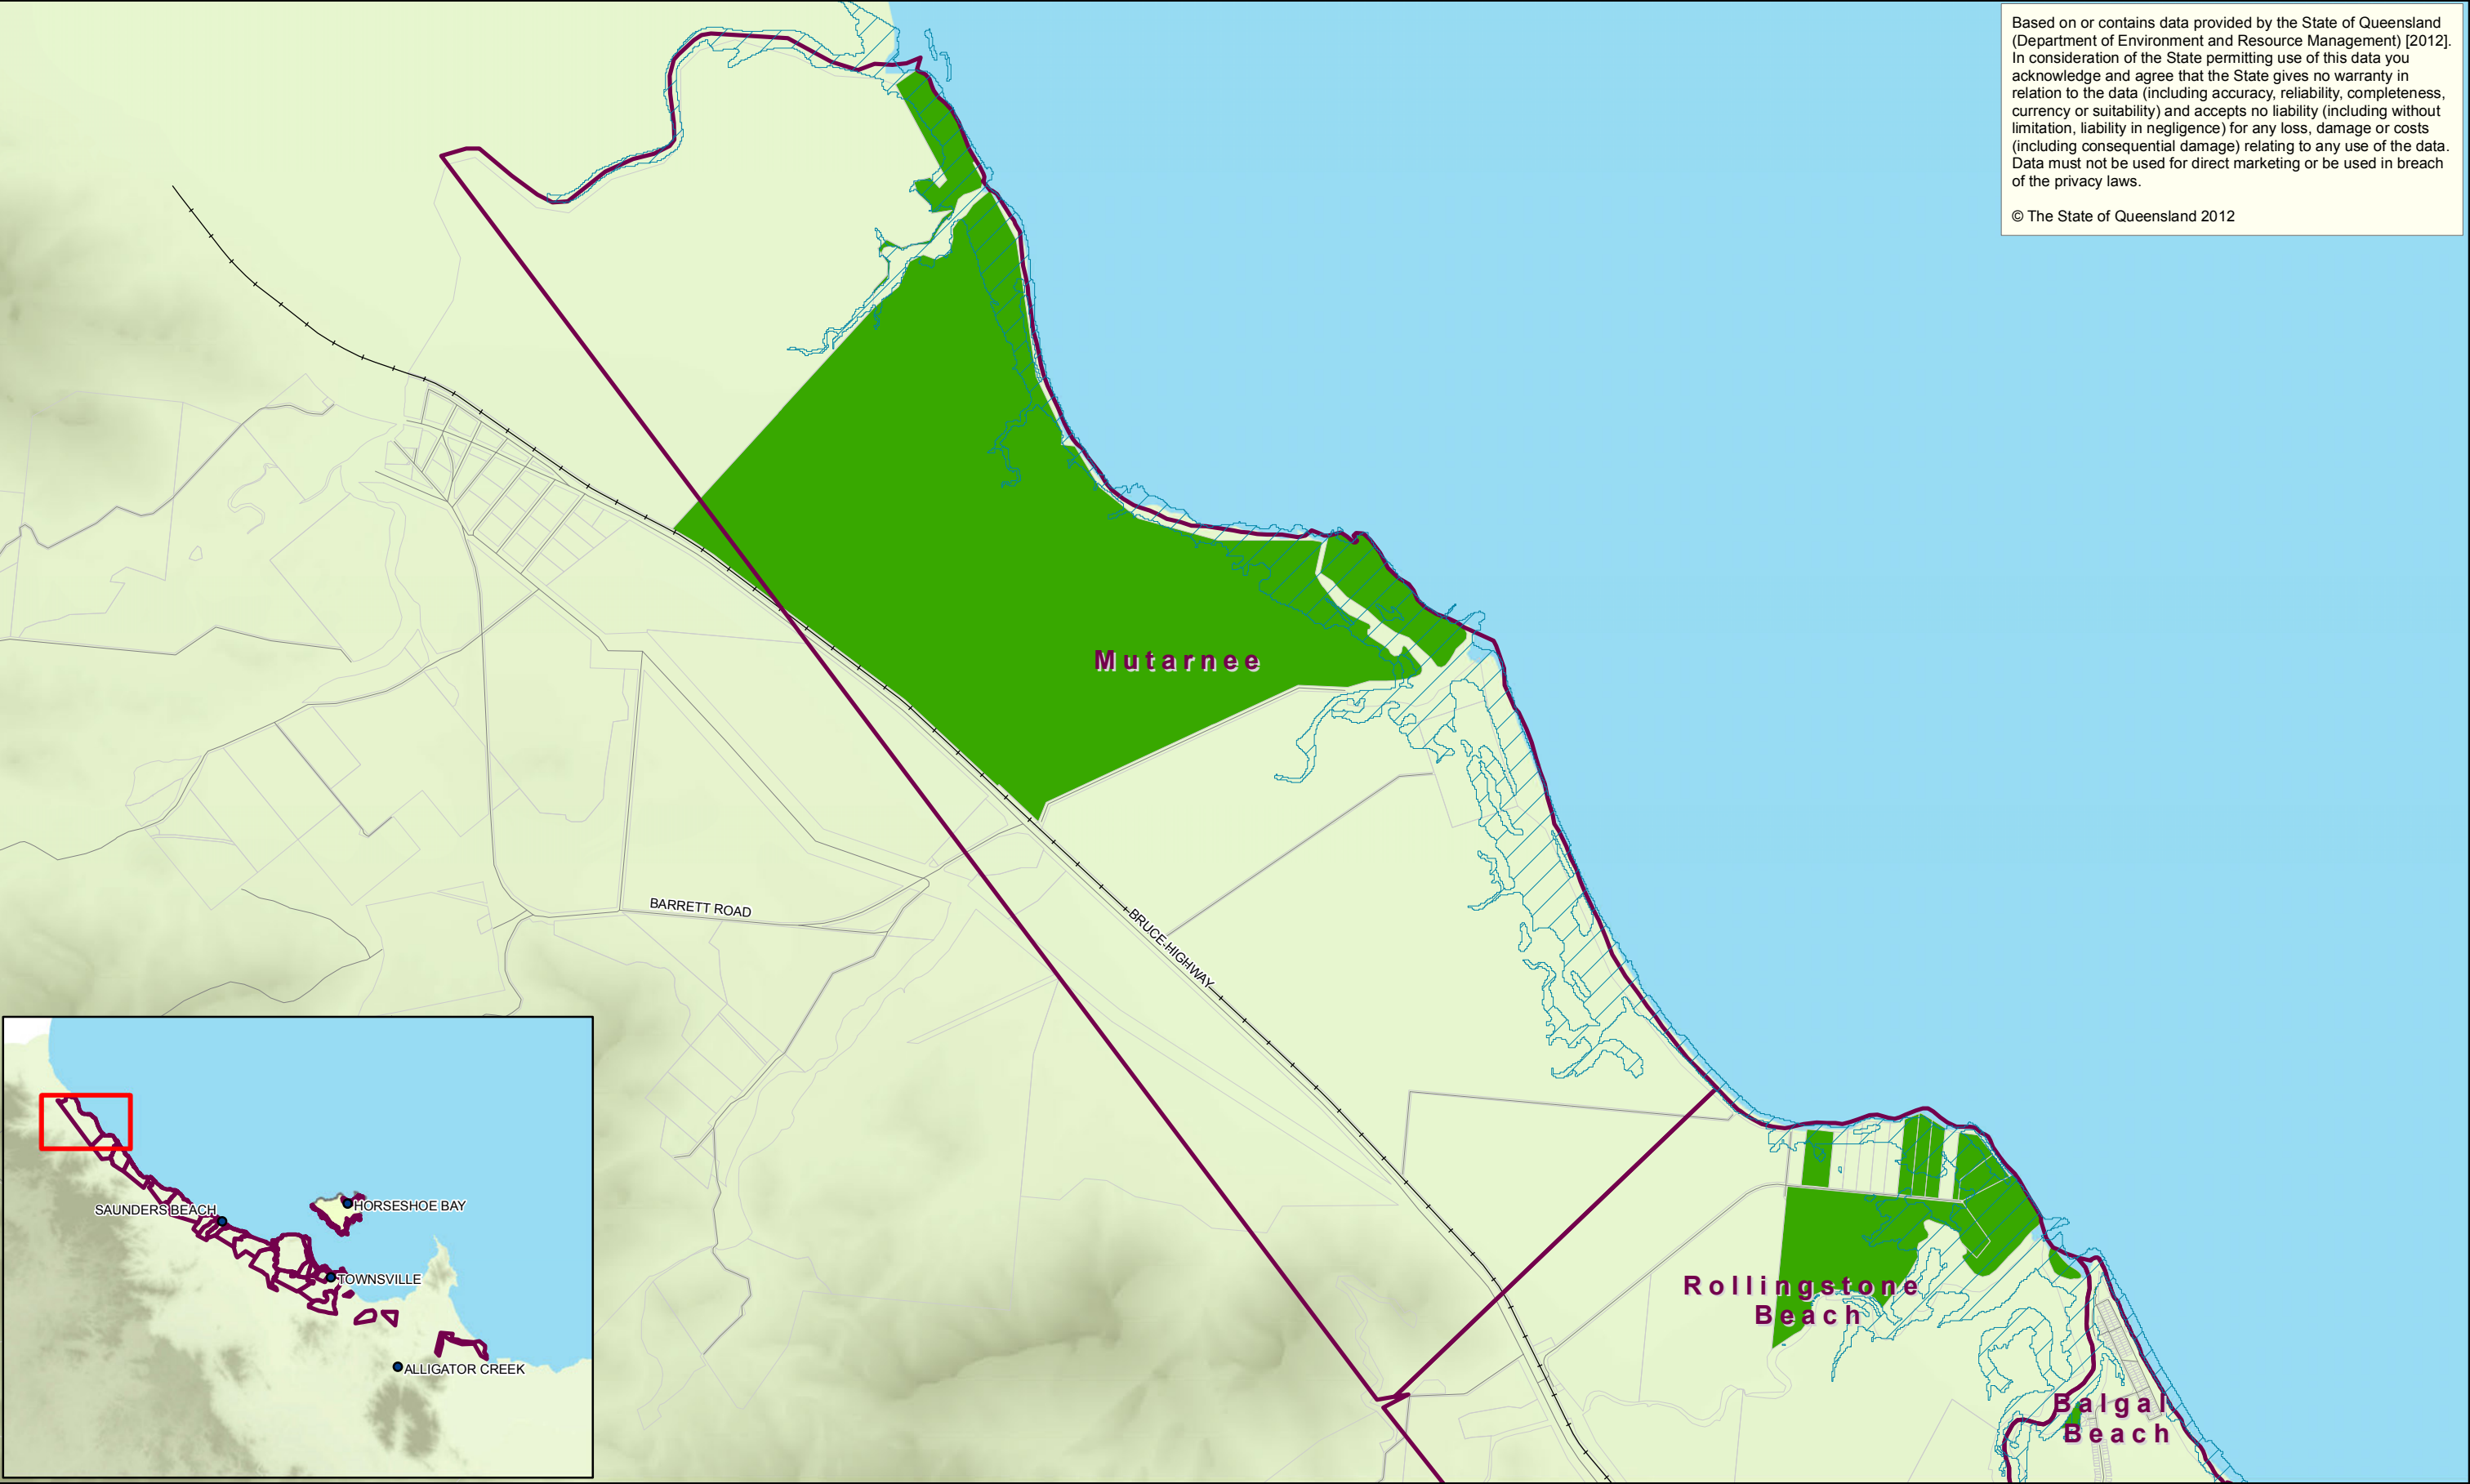 Based on or contains data provided by the State of Queensland
(Department of Environment and Resource Management) [2012].
In consideration of the State permitting use of this data you
acknowledge and agree that the State gives no warranty in
relation to the data (including accuracy, reliability, completeness,
currency or suitability) and accepts no liability (including without
limitation, liability in negligence) for any loss, damage or costs
(including consequential damage) relating to any use of the data.
Data must not be used for direct marketing or be used in breach
of the privacy laws.
© The State of Queensland 2012
Mutarnee
BARRETT ROAD
BRUCE HIGHWAY
Rollingstone
Beach
Balgal
Beach
SAUNDERS BEACH
HORSESHOE BAY
TOWNSVILLE
ALLIGATOR CREEK